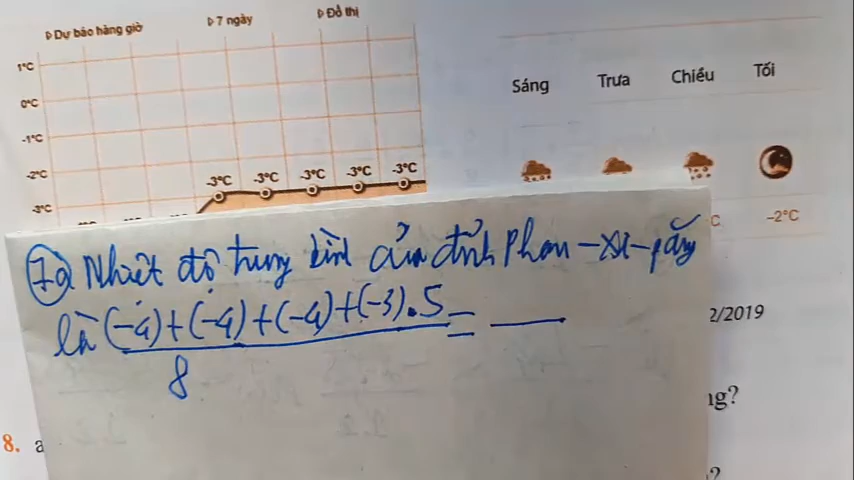 Dự báo hàng giờ
7 ngày
Đồ thị
1°C
0°C
-1°C
-2°C
-3°C
-3°C -3°C -3°C -3°C -3°C
Sáng Trưa Chiều Tối
°C -2°C
7a Nhiệt độ trung bình của đỉnh Phan-xi-păng
là (-4)+(-4)+(-4)+(-3).5 =
8
2/2019
ng?
8. a
?